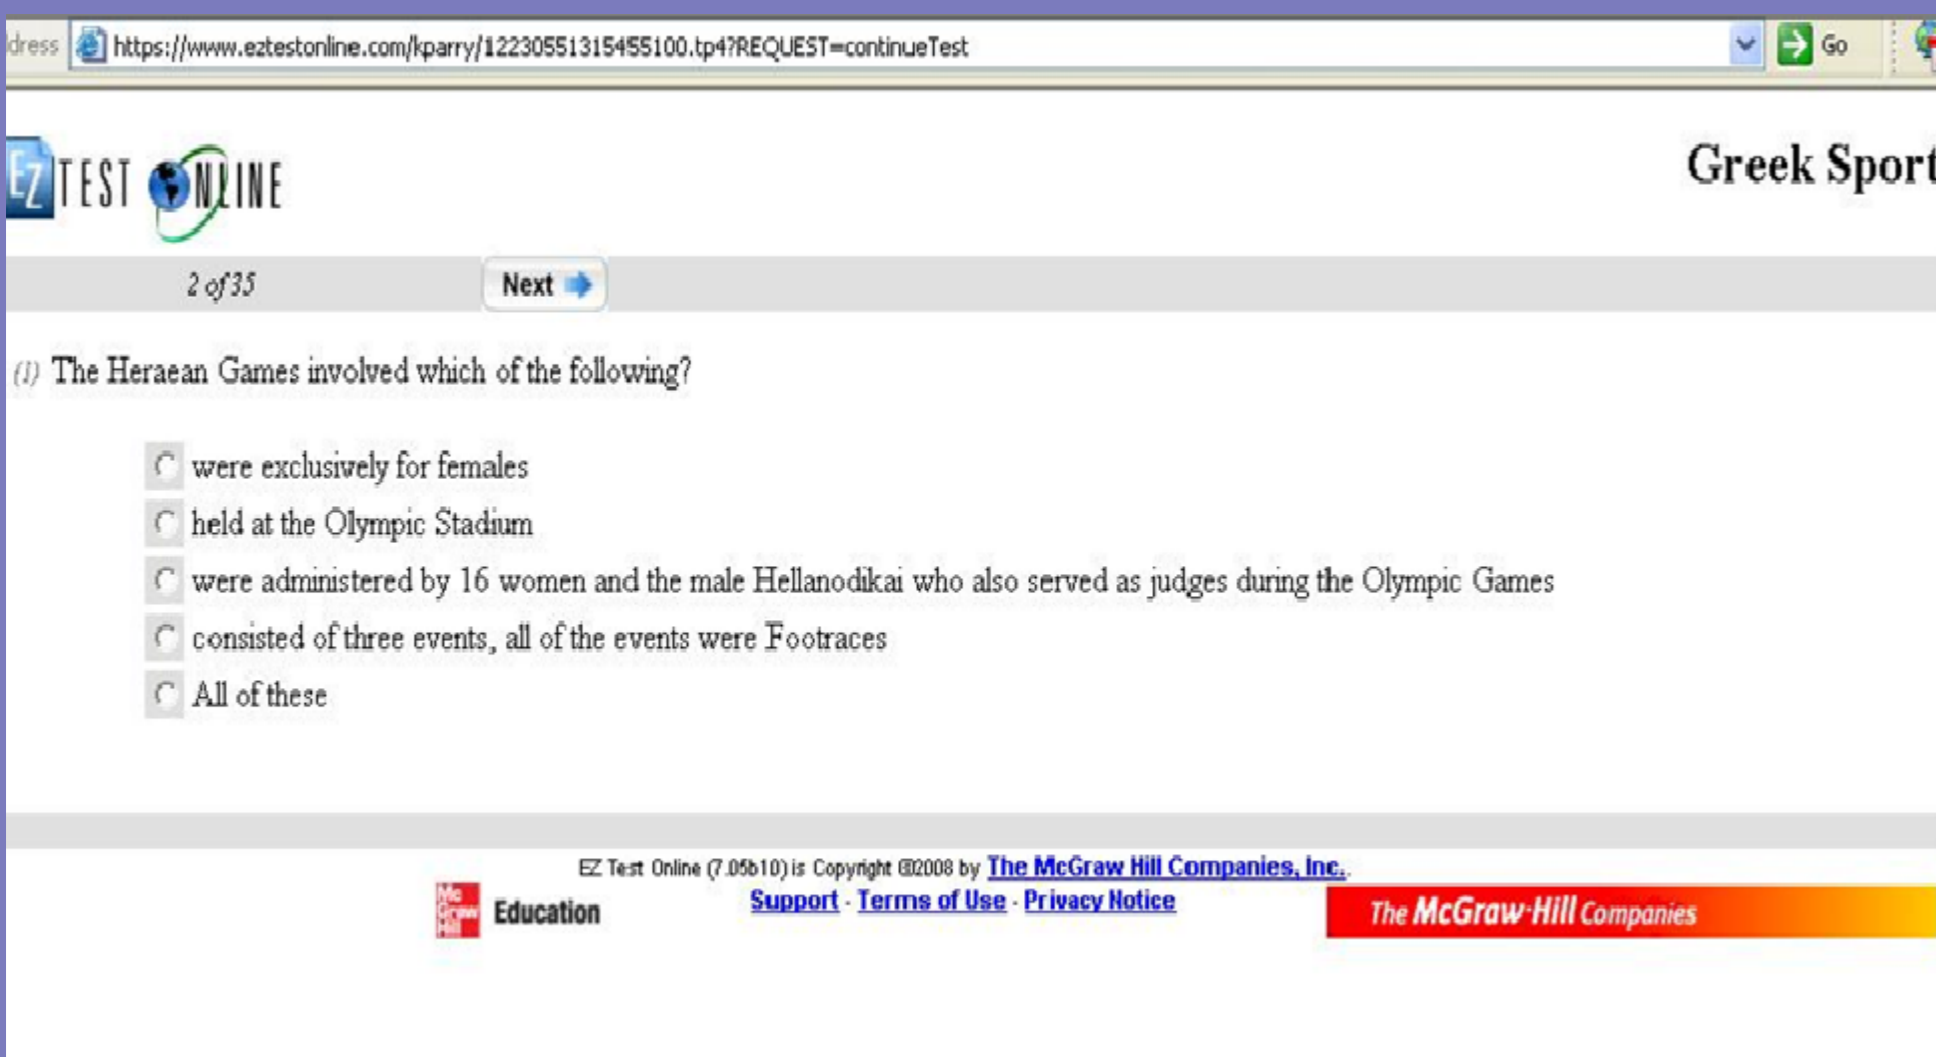 dress https://www.eztestonline.com/kparry/12230551315455100.tp4?REQUEST=continueTest Go
EZ TEST ONLINE
Greek Sport
2 of 35 Next
(1) The Heraean Games involved which of the following?
were exclusively for females
held at the Olympic Stadium
were administered by 16 women and the male Hellanodikai who also served as judges during the Olympic Games
consisted of three events, all of the events were Footraces
All of these
EZ Test Online (7.05b10) is Copyright ©2008 by The McGraw Hill Companies, Inc..
Support - Terms of Use - Privacy Notice
Mc
Graw
Hill
Education
The McGraw·Hill Companies